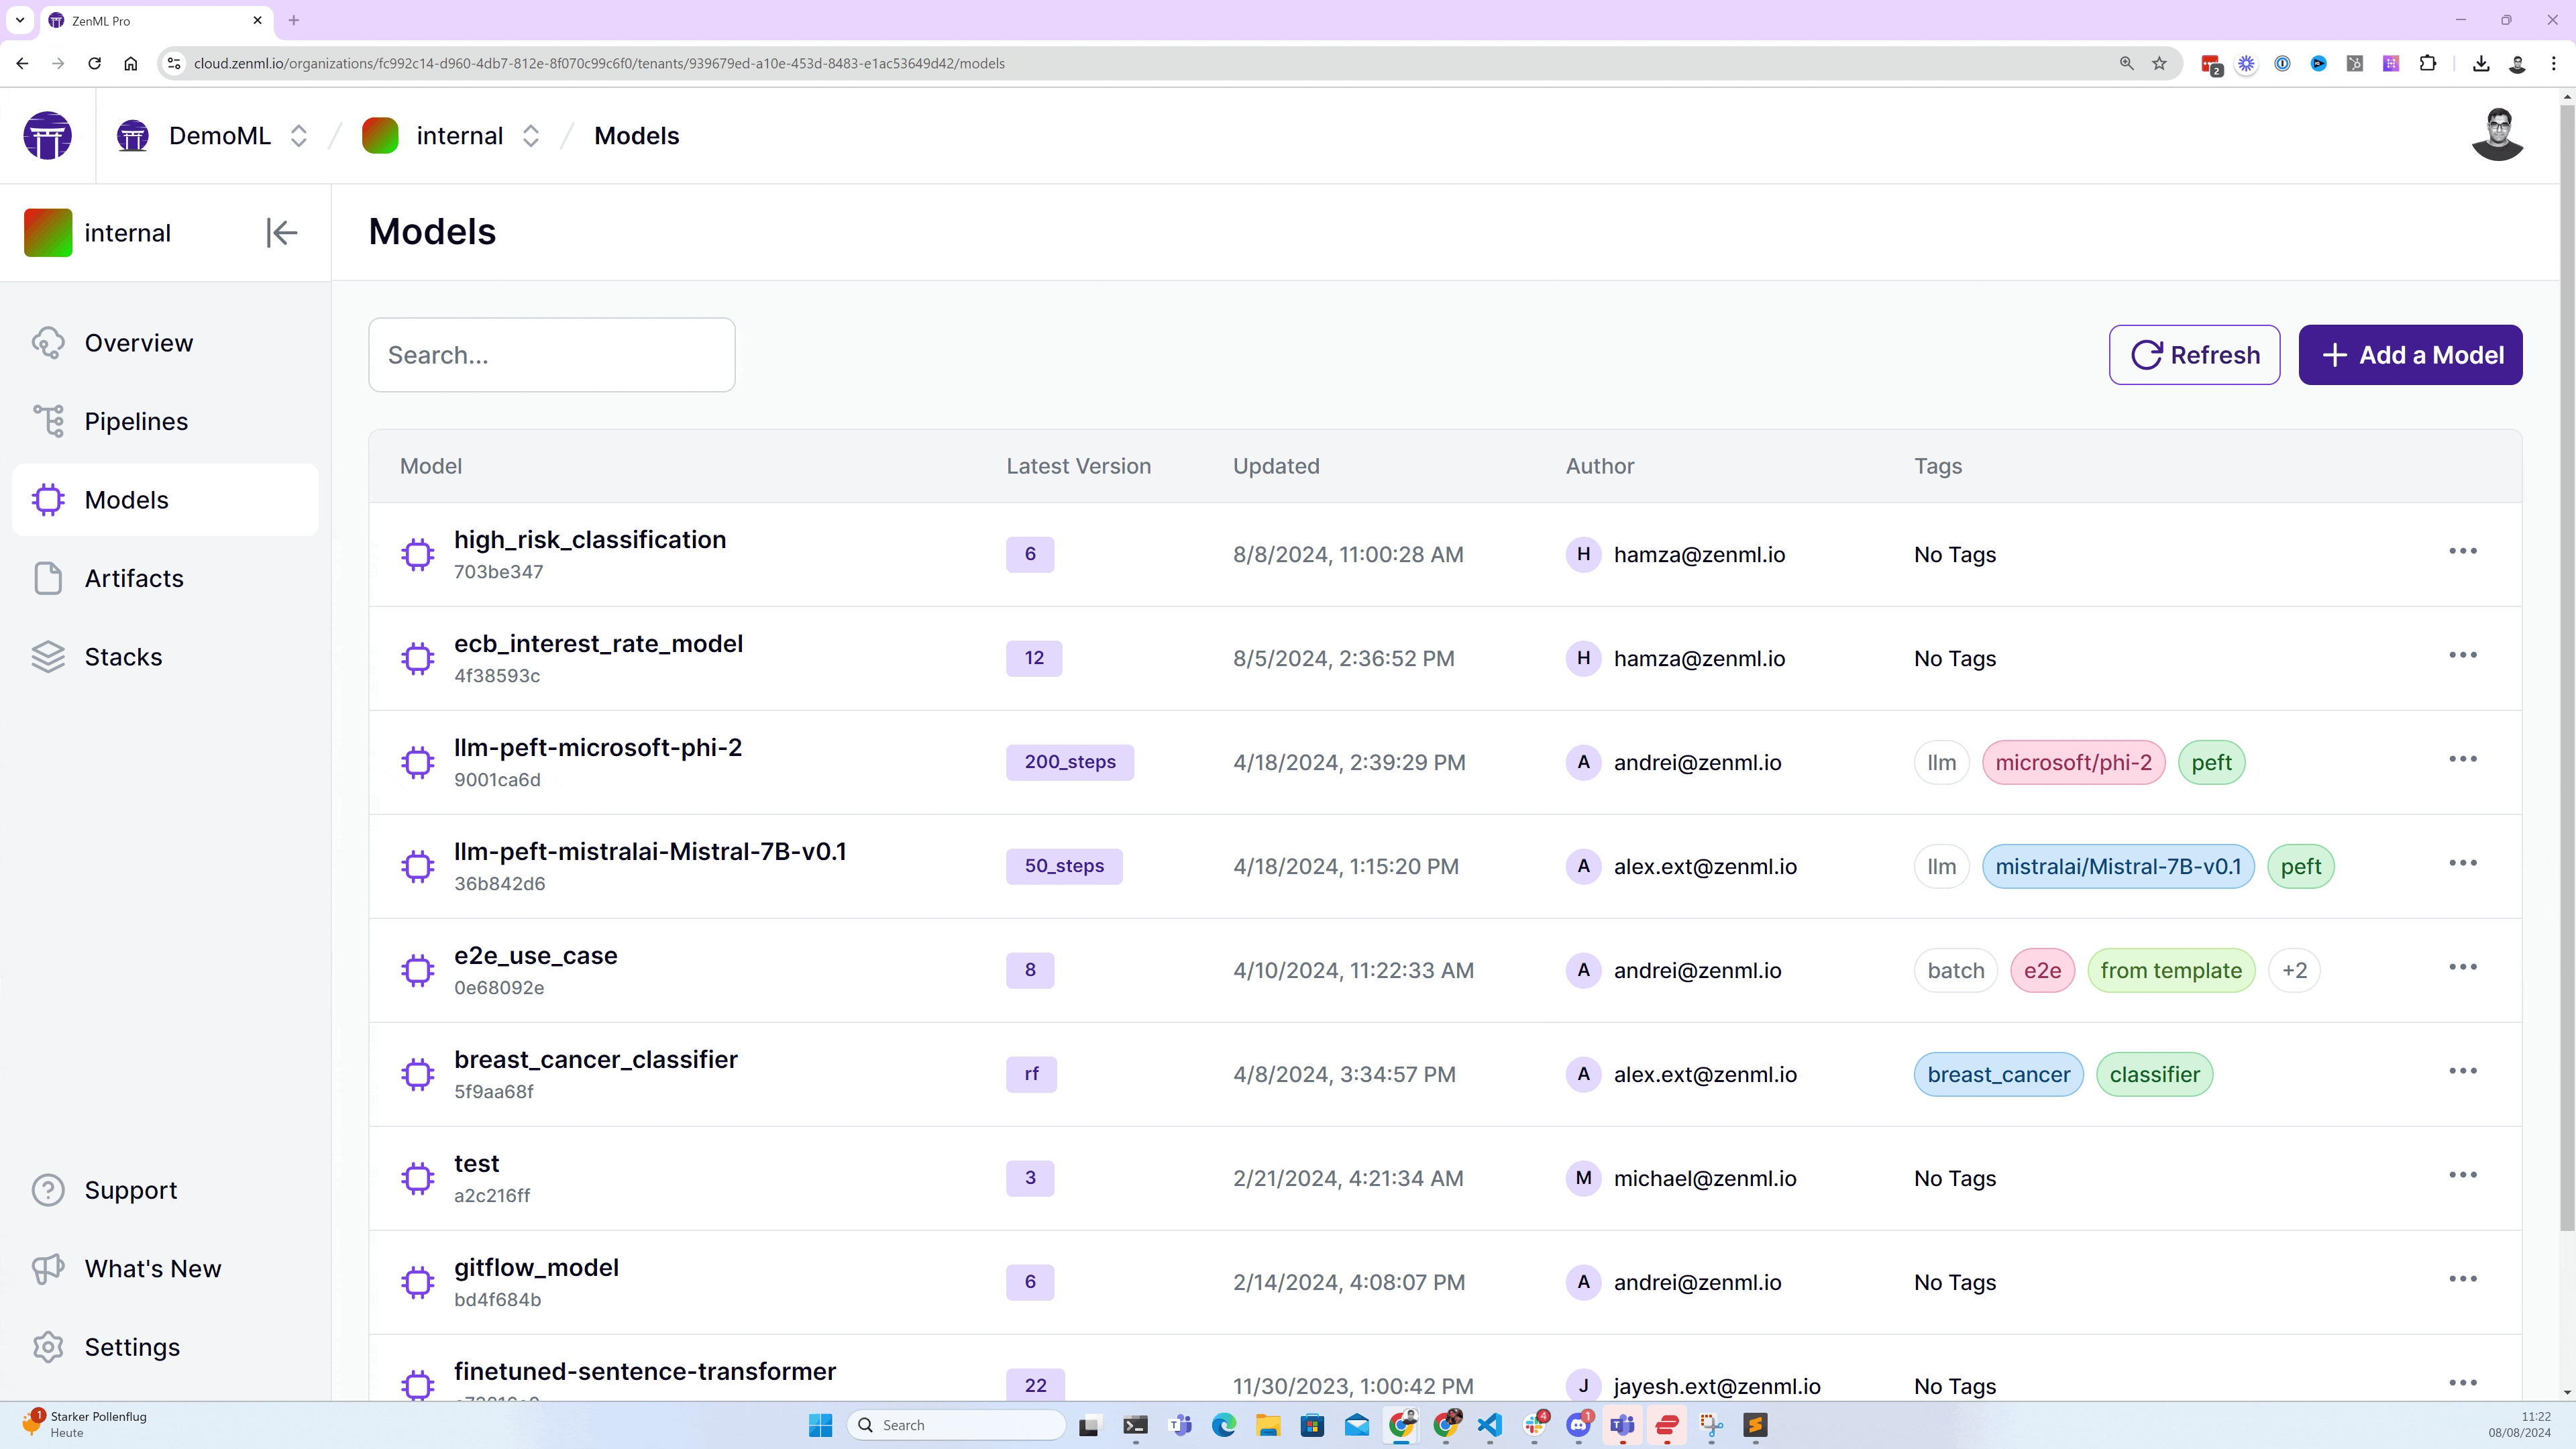 ZenML Pro
cloud.zenml.io/organizations/fc992c14-d960-4db7-812e-8f070c99c6f0/tenants/939679ed-a10e-453d-8483-e1ac53649d42/models
2
DemoML / internal / Models
internal
Models
Overview
Pipelines
Models
Artifacts
Stacks
Support
What's New
Settings
Search...
Refresh
+ Add a Model
Model Latest Version Updated Author Tags
high_risk_classification
703be347
6
8/8/2024, 11:00:28 AM
H hamza@zenml.io
No Tags
ecb_interest_rate_model
4f38593c
12
8/5/2024, 2:36:52 PM
H hamza@zenml.io
No Tags
llm-peft-microsoft-phi-2
9001ca6d
200_steps
4/18/2024, 2:39:29 PM
A andrei@zenml.io
llm microsoft/phi-2 peft
llm-peft-mistralai-Mistral-7B-v0.1
36b842d6
50_steps
4/18/2024, 1:15:20 PM
A alex.ext@zenml.io
llm mistralai/Mistral-7B-v0.1 peft
e2e_use_case
0e68092e
8
4/10/2024, 11:22:33 AM
A andrei@zenml.io
batch e2e from template +2
breast_cancer_classifier
5f9aa68f
rf
4/8/2024, 3:34:57 PM
A alex.ext@zenml.io
breast_cancer classifier
test
a2c216ff
3
2/21/2024, 4:21:34 AM
M michael@zenml.io
No Tags
gitflow_model
bd4f684b
6
2/14/2024, 4:08:07 PM
A andrei@zenml.io
No Tags
finetuned-sentence-transformer
22
11/30/2023, 1:00:42 PM
J jayesh.ext@zenml.io
No Tags
1
Starker Pollenflug
Heute
Search
4
1
11:22
08/08/2024